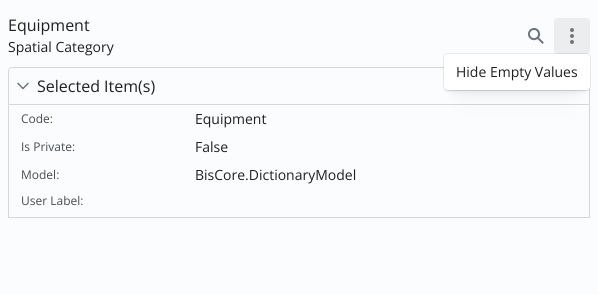 Equipment
Spatial Category
Hide Empty Values
Selected Item(s)
Code: Equipment
Is Private: False
Model: BisCore.DictionaryModel
User Label: